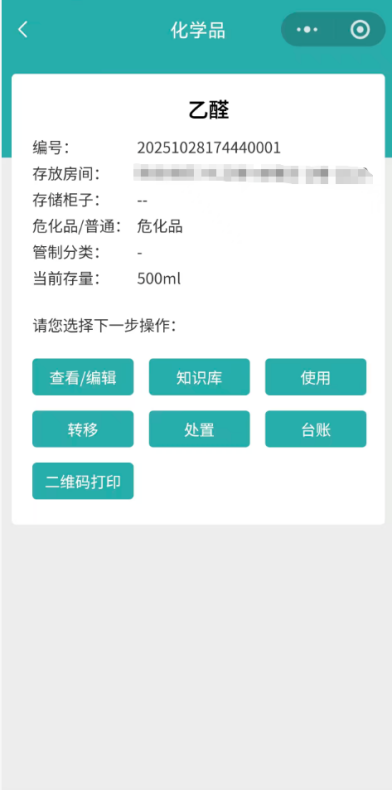 化学品
乙醛
编号： 20251028174440001
存放房间：
存储柜子： --
危化品/普通： 危化品
管制分类： -
当前存量： 500ml
请您选择下一步操作：
查看/编辑 知识库 使用
转移 处置 台账
二维码打印